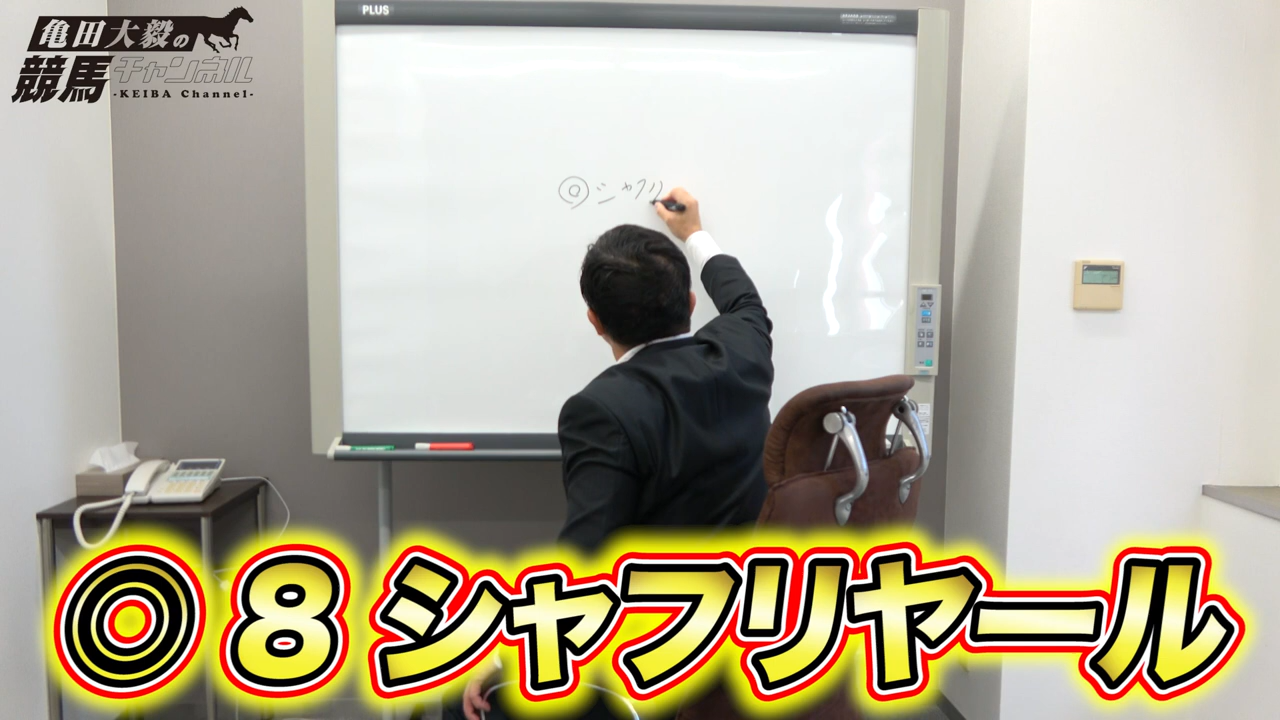 PLUS
亀田大毅の
競馬チャンネル
-KEIBA Channel-
◎シャフリ
◎8シャフリヤール